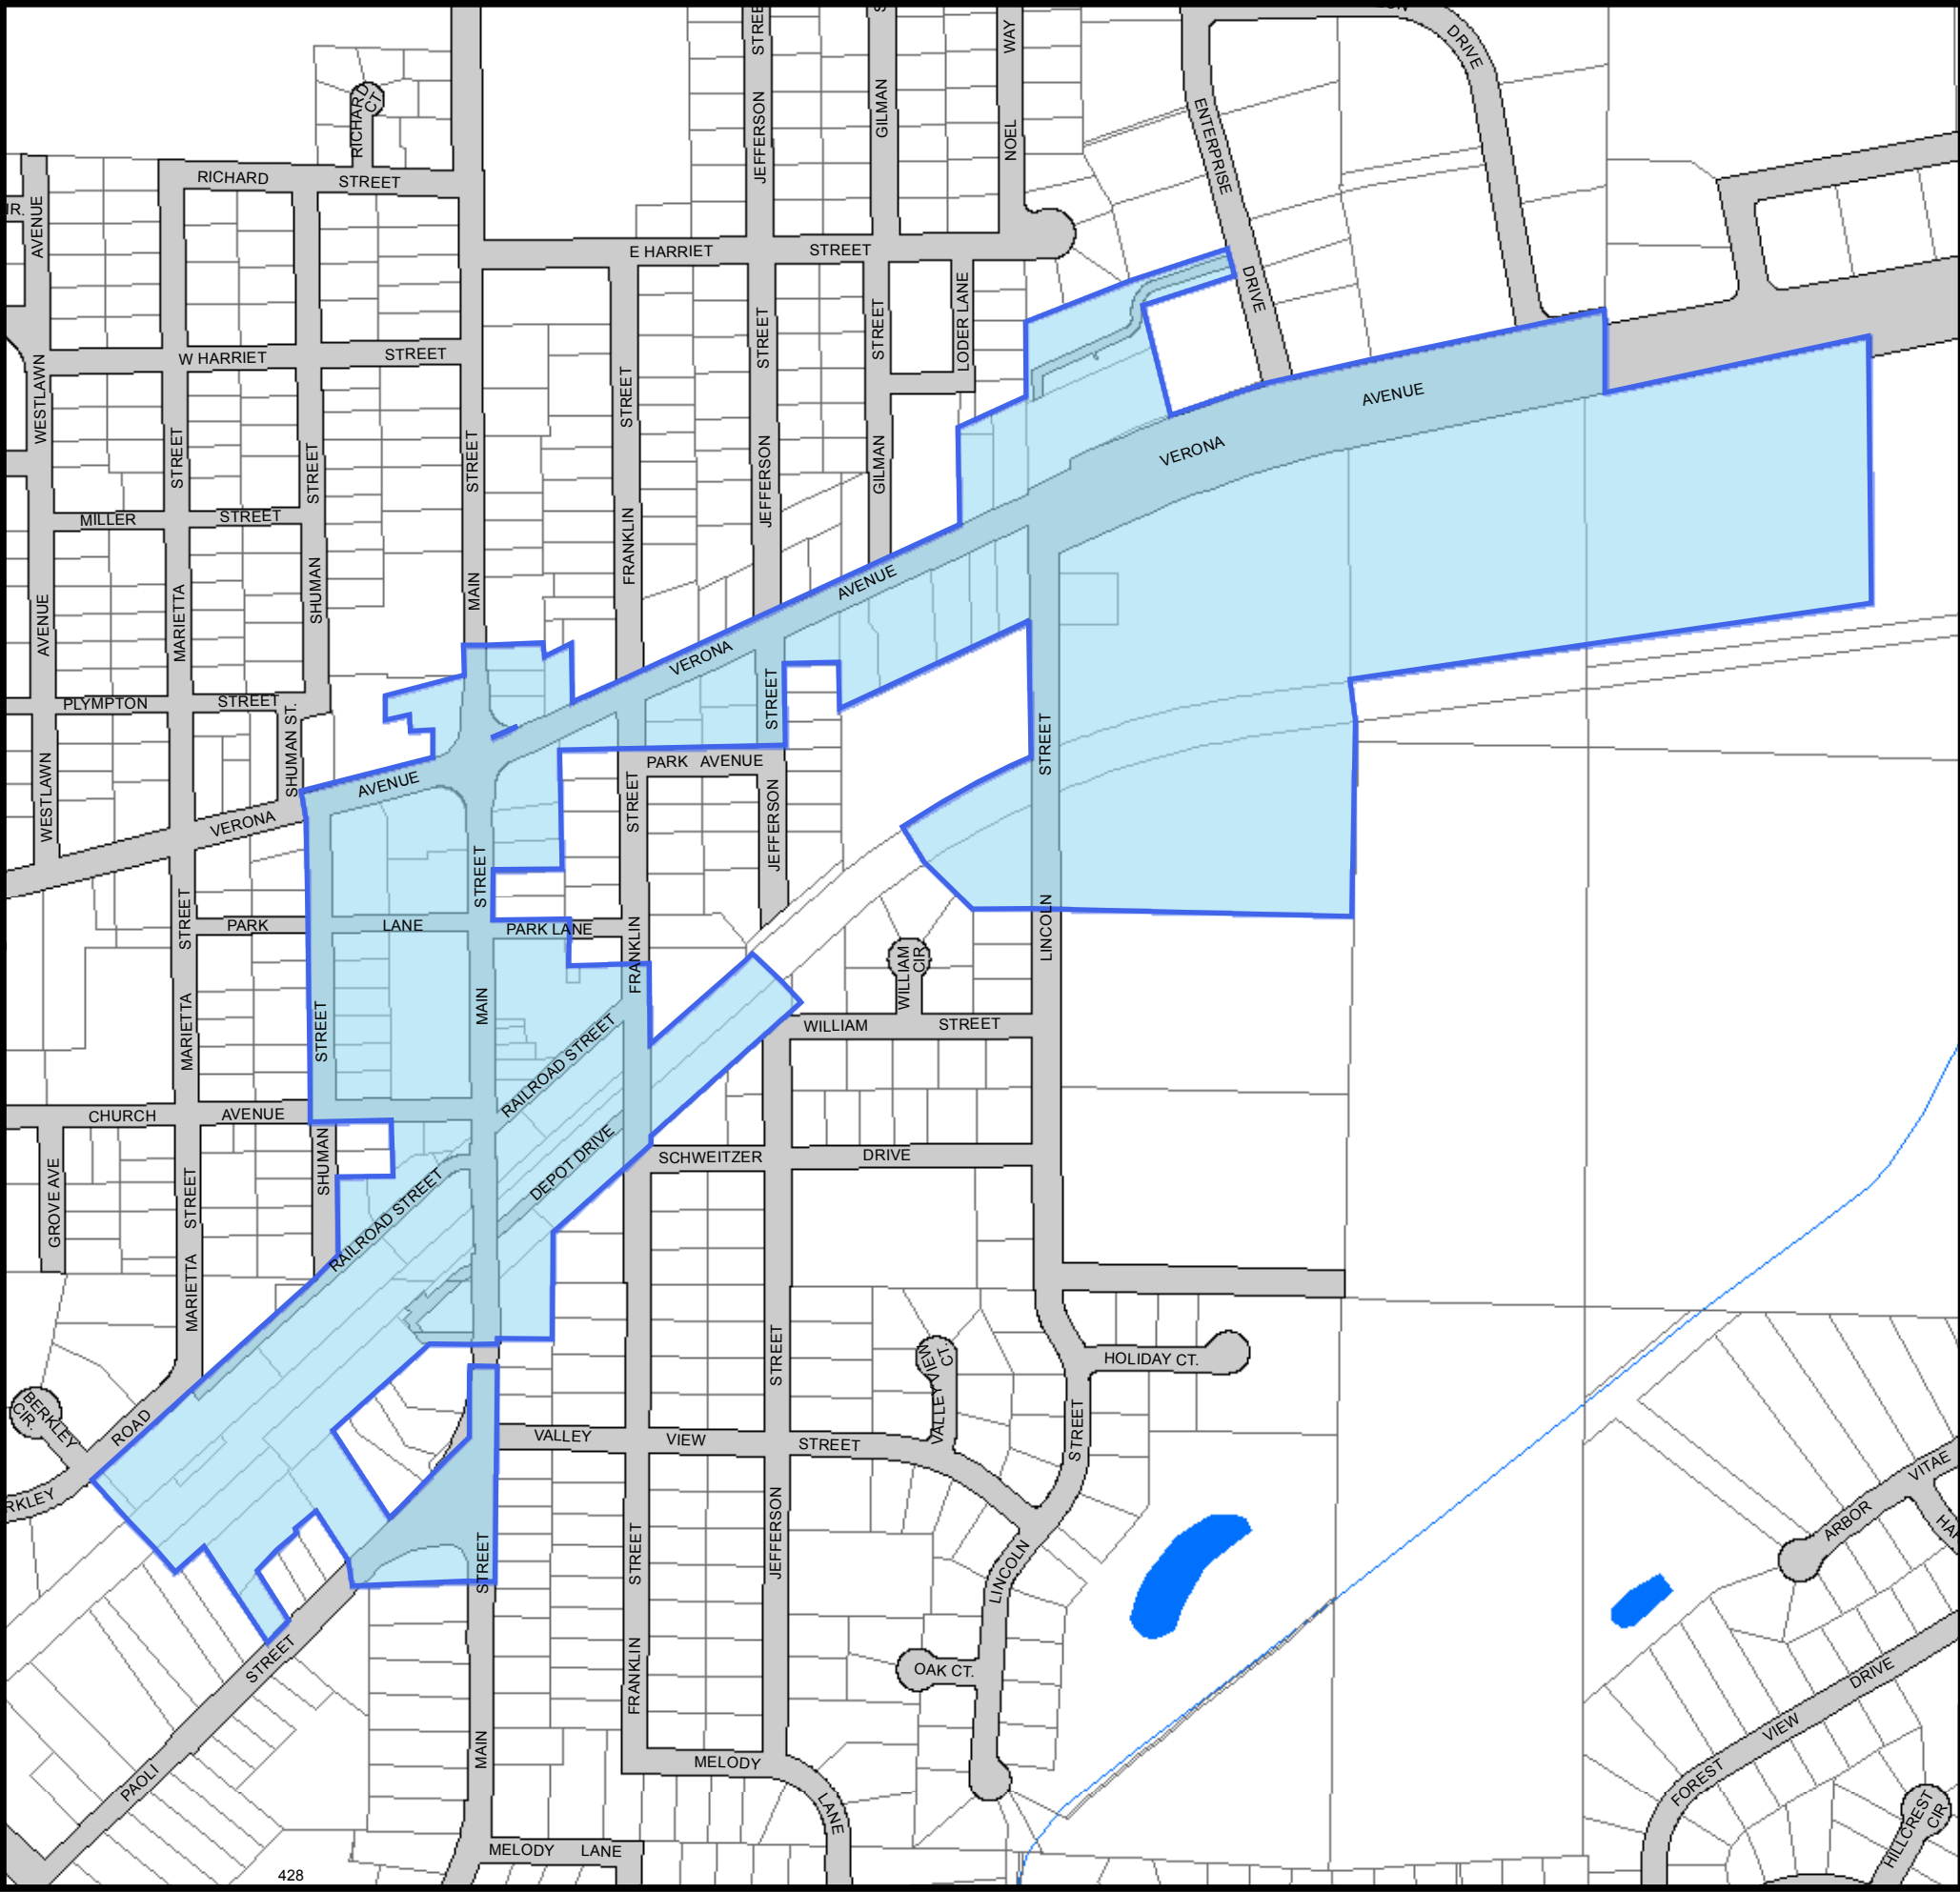 STREE
JEFFERSON
GILMAN
WAY
NOEL
DRIVE
ENTERPRISE
DRIVE
RICHARD
CT
RICHARD
STREET
IR.
AVENUE
E HARRIET
STREET
STREET
STREET
LODER LANE
W HARRIET
STREET
WESTLAWN
STREET
STREET
STREET
STREET
JEFFERSON
GILMAN
AVENUE
VERONA
MILLER
STREET
FRANKLIN
AVENUE
MARIETTA
SHUMAN
MAIN
AVENUE
VERONA
PLYMPTON
STREET
SHUMAN ST.
STREET
STREET
PARK AVENUE
WESTLAWN
VERONA
AVENUE
STREET
STREET
JEFFERSON
STREET
PARK
LANE
PARK LANE
FRANKLIN
LINCOLN
WILLIAM
CIR
MARIETTA
STREET
MAIN
WILLIAM
STREET
RAILROAD STREET
CHURCH
AVENUE
GROVE AVE
STREET
SHUMAN
RAILROAD STREET
DEPOT DRIVE
SCHWEITZER
DRIVE
MARIETTA
STREET
VALLEY VIEW
CT.
HOLIDAY CT.
BERKLEY
CIR.
ROAD
RKLEY
VALLEY
VIEW
STREET
STREET
STREET
STREET
JEFFERSON
LINCOLN
ARBOR
VITAE
HA
STREET
FRANKLIN
OAK CT.
PAOLI
MAIN
MELODY
LANE
FOREST
VIEW
DRIVE
HILLCREST
CIR
MELODY
LANE
428